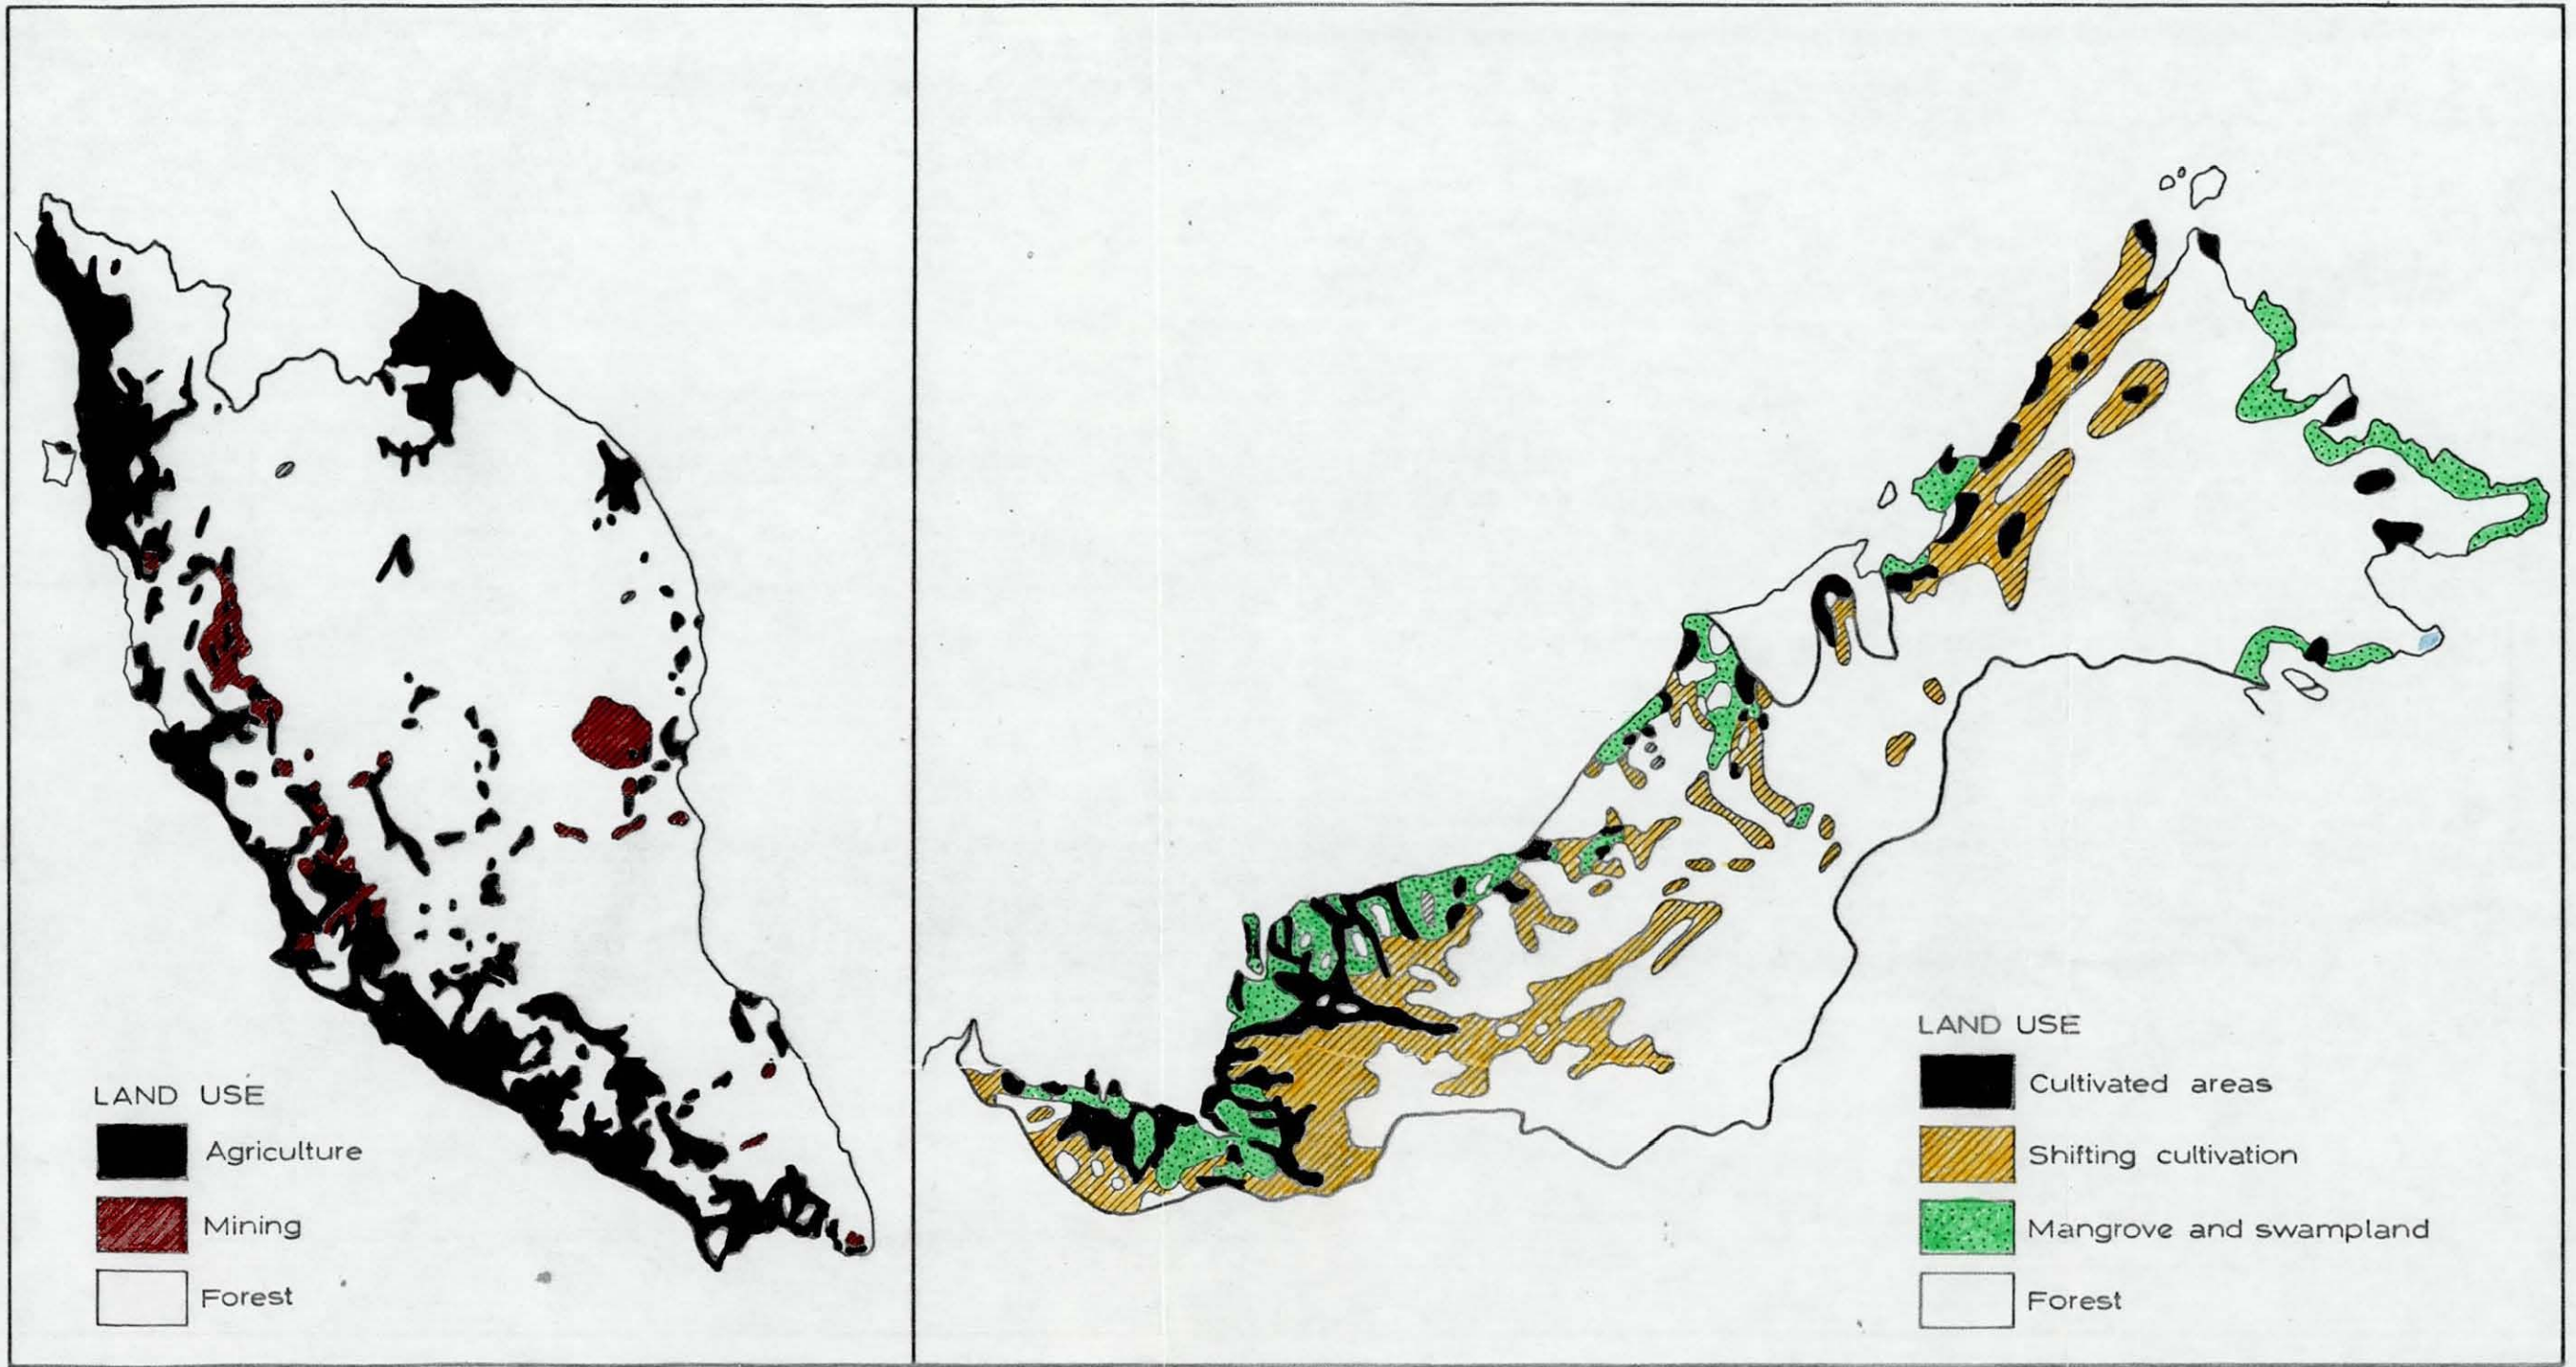 LAND USE
Agriculture
Mining
Forest
LAND USE
Cultivated areas
Shifting cultivation
Mangrove and swampland
Forest